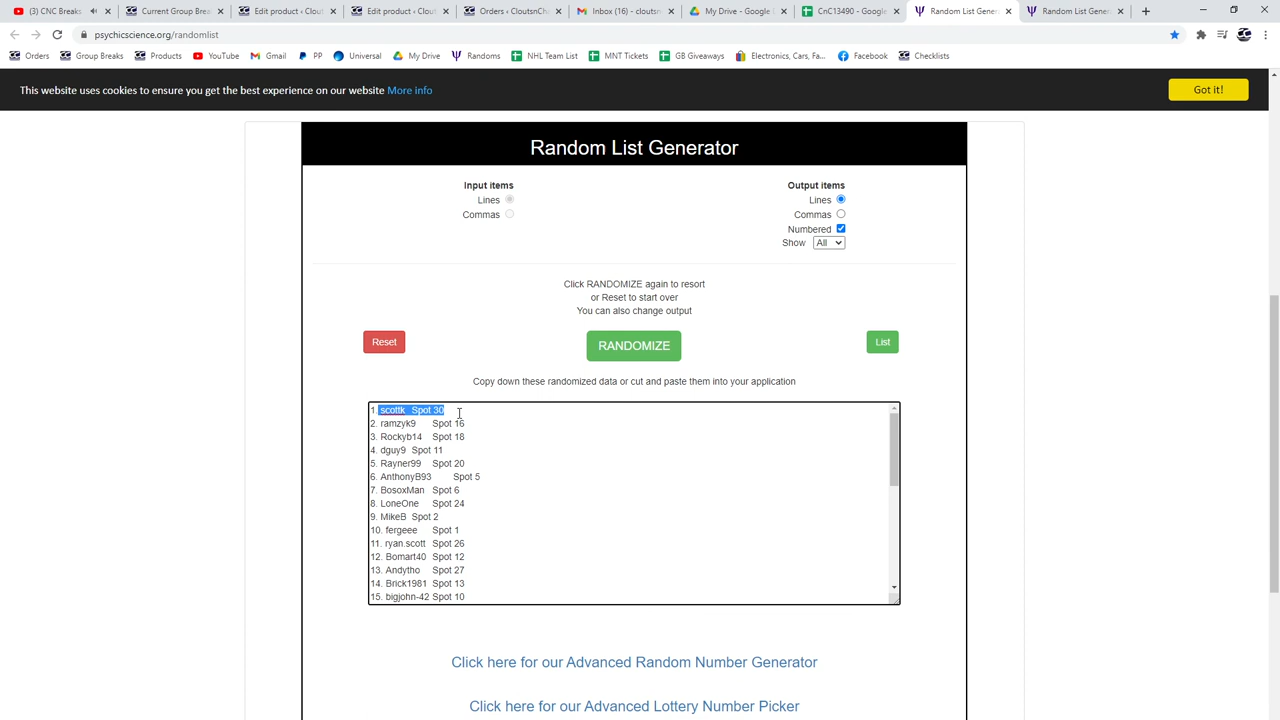 (3) CNC Breaks
Current Group Brea
Edit product ‹ Clou
Edit product ‹ Clou
Orders ‹ CloutsnCh
Inbox (16) - cloutsn
My Drive - Google
CnC13490 - Google
Random List Gener
Random List Gener
psychicscience.org/randomlist
Orders
Group Breaks
Products
YouTube
Gmail
PP
Universal
My Drive
Randoms
NHL Team List
MNT Tickets
GB Giveaways
Electronics, Cars, Fa...
Facebook
Checklists
This website uses cookies to ensure you get the best experience on our website More info
Got it!
Random List Generator
Input items
Output items
Lines
Lines
Commas
Commas
Numbered
Show All
Click RANDOMIZE again to resort
or Reset to start over
You can also change output
Reset
RANDOMIZE
List
Copy down these randomized data or cut and paste them into your application
1. scottk Spot 30
2. ramzyk9 Spot 16
3. Rockyb14 Spot 18
4. dguy9 Spot 11
5. Rayner99 Spot 20
6. AnthonyB93 Spot 5
7. BosoxMan Spot 6
8. LoneOne Spot 24
9. MikeB Spot 2
10. fergeee Spot 1
11. ryan.scott Spot 26
12. Bomart40 Spot 12
13. Andytho Spot 27
14. Brick1981 Spot 13
15. bigjohn-42 Spot 10
Click here for our Advanced Random Number Generator
Click here for our Advanced Lottery Number Picker